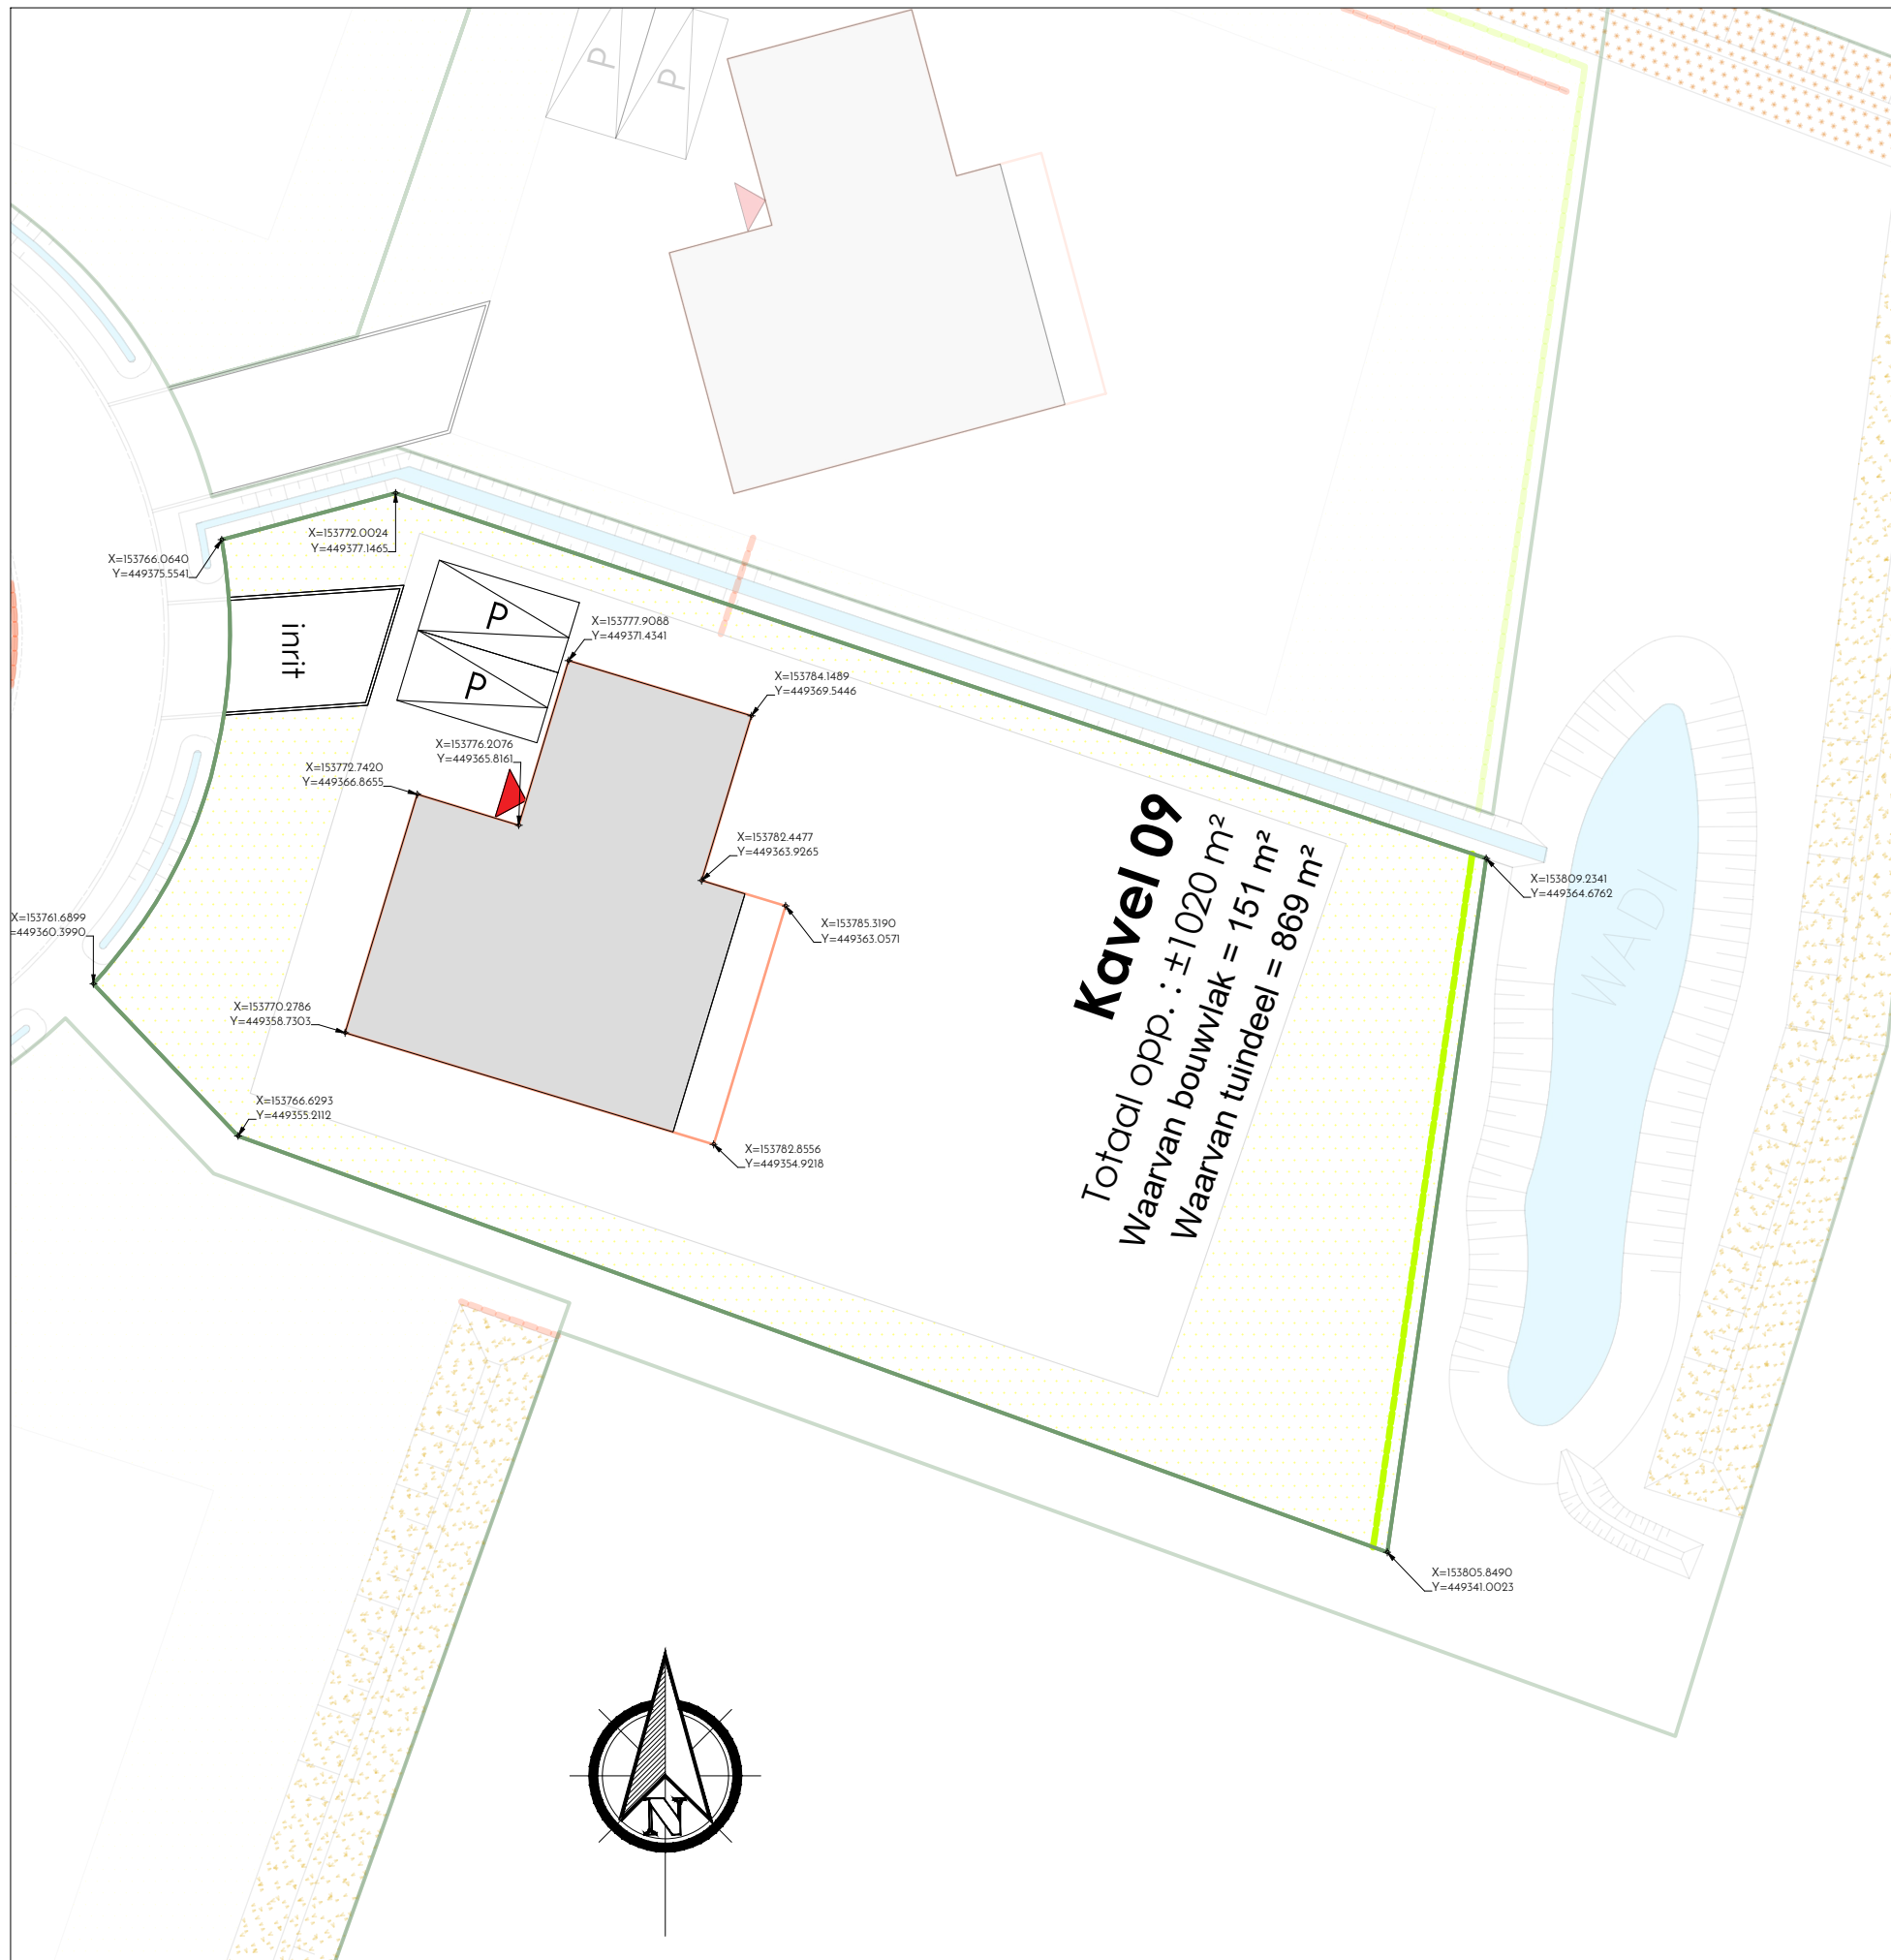 P
P
X=153772.0024
Y=449377.1465
X=153766.0640
Y=449375.5541
inrit
P
P
X=153777.9088
Y=449371.4341
X=153784.1489
Y=449369.5446
X=153776.2076
Y=449365.8161
X=153772.7420
Y=449366.8655
X=153782.4477
Y=449363.9265
X=153785.3190
Y=449363.0571
X=153809.2341
Y=449364.6762
X=153761.6899
=449360.3990
X=153770.2786
Y=449358.7303
X=153766.6293
Y=449355.2112
X=153782.8556
Y=449354.9218
Kavel 09
Totaal opp. : ±1020 m²
Waarvan bouwvlak = 151 m²
Waarvan tuindeel = 869 m²
WADI
X=153805.8490
Y=449341.0023
N